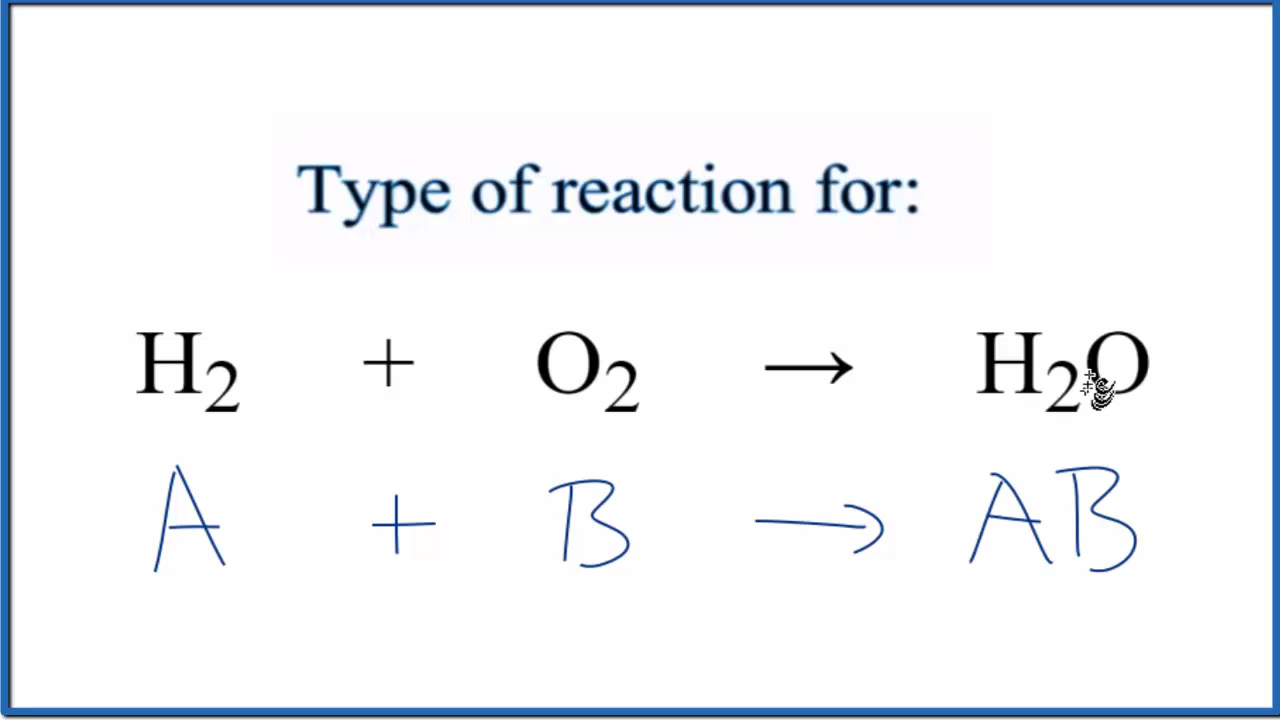 Type of reaction for:
H₂ + O₂ → H₂O
A + B → AB